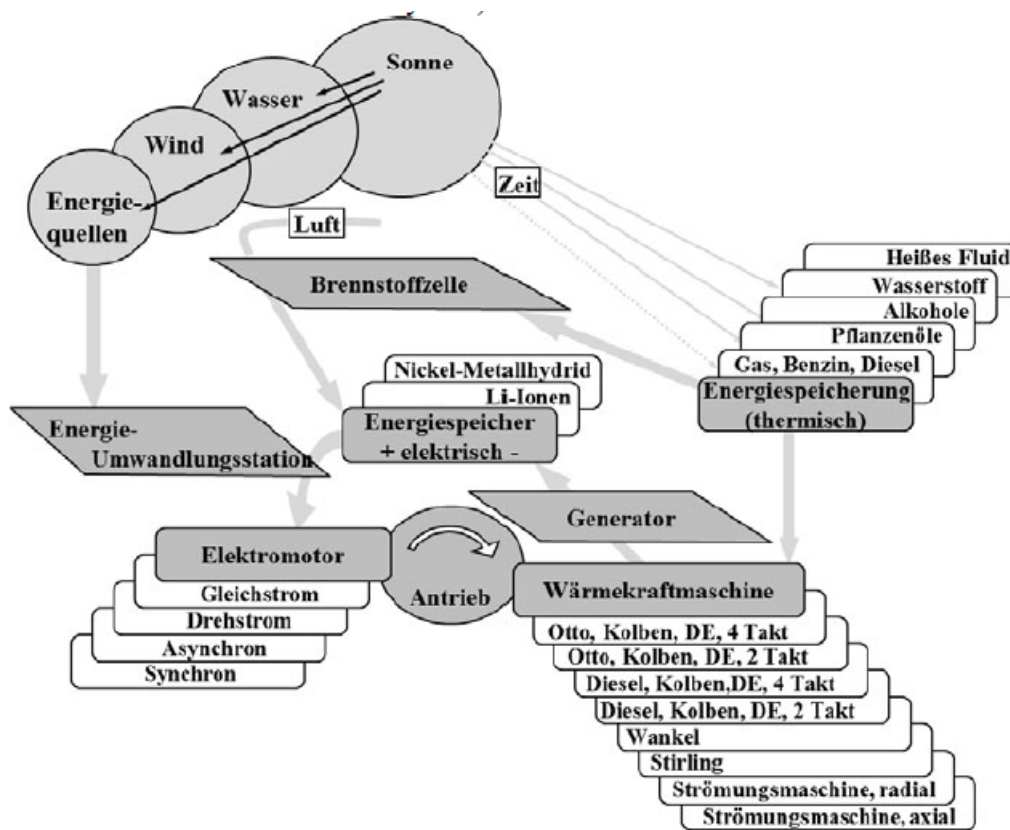 Sonne
Wasser
Wind
Energie-
quellen
Zeit
Luft
Brennstoffzelle
Heißes Fluid
Wasserstoff
Alkohole
Pflanzenöle
Gas, Benzin, Diesel
Energiespeicherung
(thermisch)
Nickel-Metallhydrid
Li-Ionen
Energiespeicher
+ elektrisch -
Energie-
Umwandlungsstation
Generator
Elektromotor
Gleichstrom
Drehstrom
Asynchron
Synchron
Antrieb
Wärmekraftmaschine
Otto, Kolben, DE, 4 Takt
Otto, Kolben, DE, 2 Takt
Diesel, Kolben,DE, 4 Takt
Diesel, Kolben, DE, 2 Takt
Wankel
Stirling
Strömungsmaschine, radial
Strömungsmaschine, axial